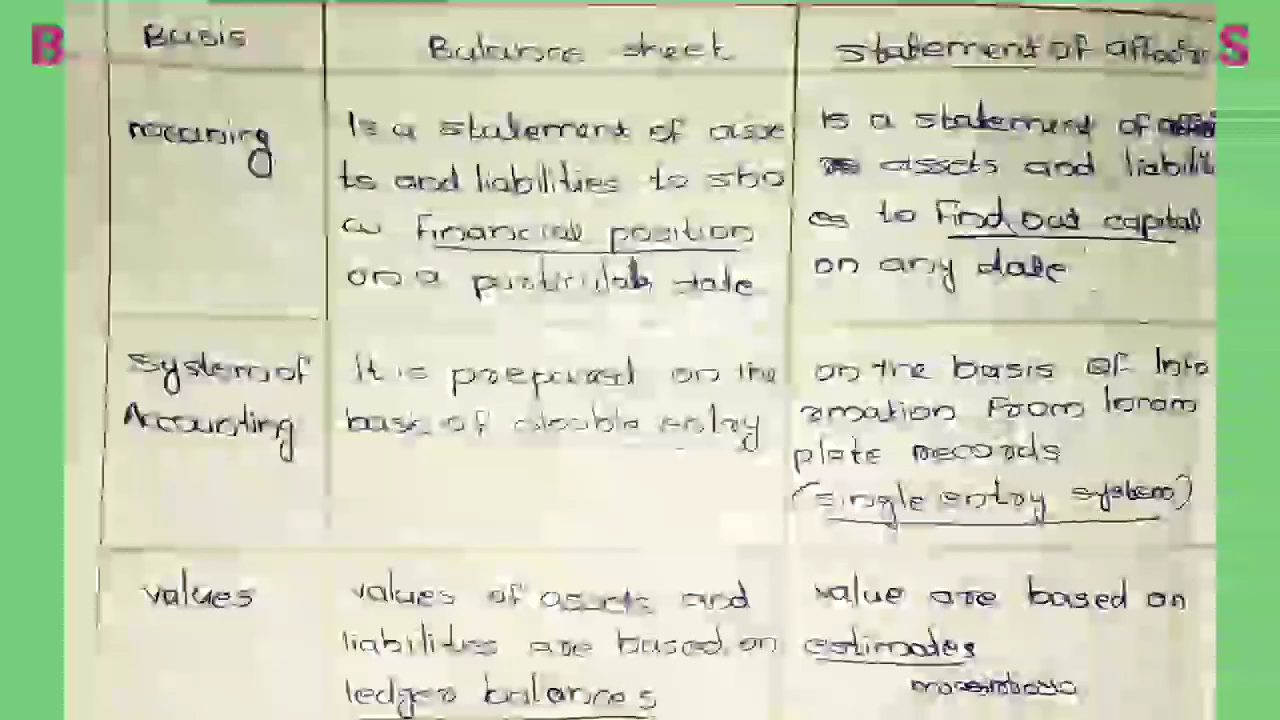 B
S
Basis
Balance sheet
statement of affairs
meaning
Is a statement of asse
ts and liabilities to sho
w financial position
on a particular date
Is a statement of
assets and liabiliti
es to find out capital
on any date
system of
Accounting
It is prepared on the
basis of double entry
on the basis of Info
rmation from Incom
plete records
(single entry system)
values
values of assets and
liabilities are based on
ledger balances
value are based on
estimates